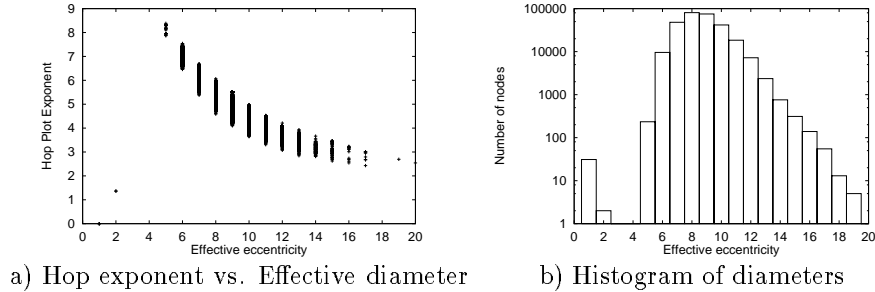 9
8
7
6
5
4
3
2
1
0
Hop Plot Exponent
0 2 4 6 8 10 12 14 16 18 20
Effective eccentricity
a) Hop exponent vs. Effective diameter
100000
10000
1000
100
10
1
Number of nodes
0 2 4 6 8 10 12 14 16 18 20
Effective eccentricity
b) Histogram of diameters